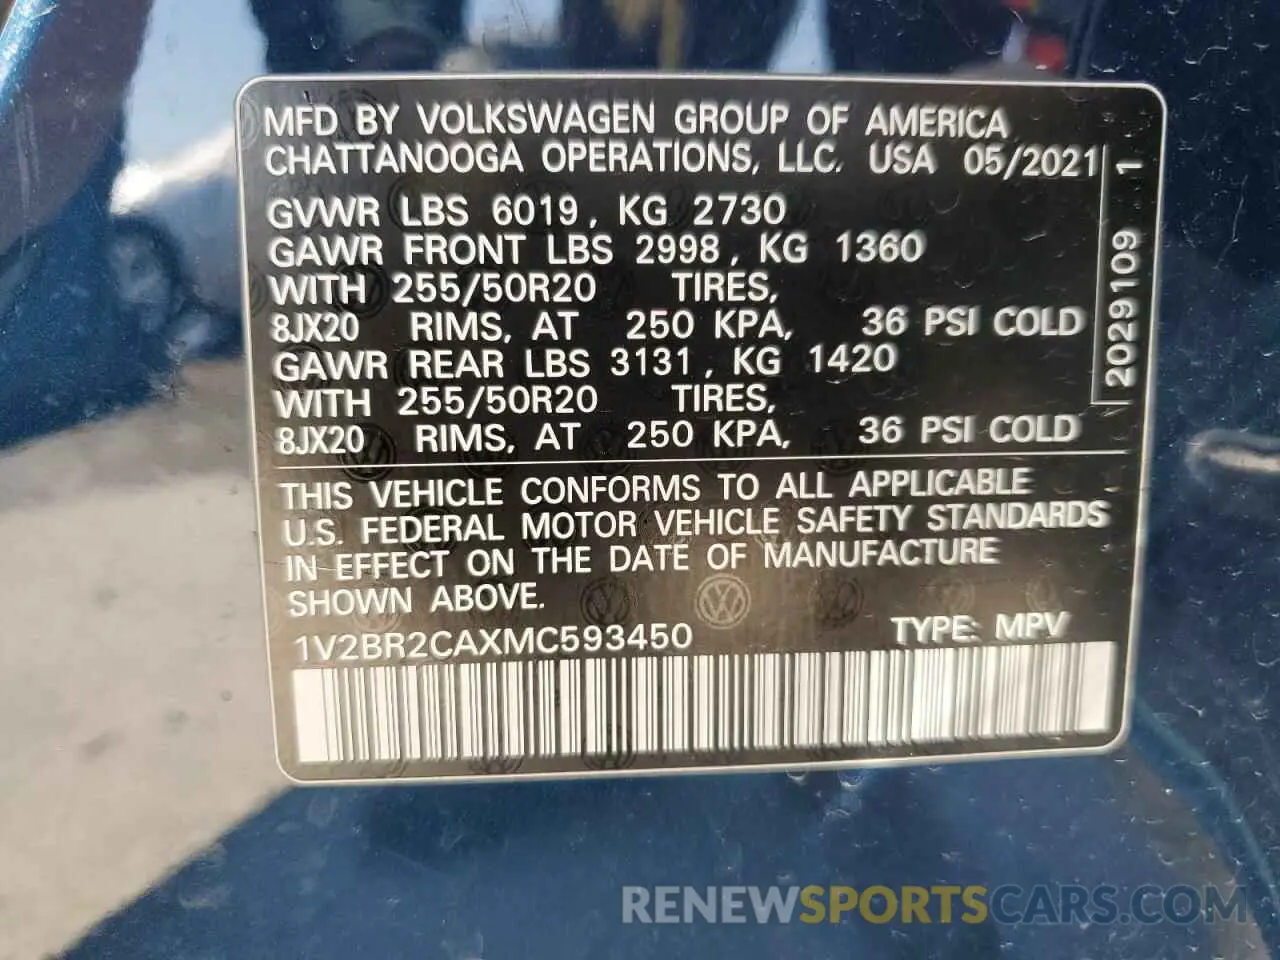 MFD BY VOLKSWAGEN GROUP OF AMERICA
CHATTANOOGA OPERATIONS, LLC. USA 05/2021
GVWR LBS 6019, KG 2730
GAWR FRONT LBS 2998, KG 1360
WITH 255/50R20 TIRES,
8JX20 RIMS, AT 250 KPA, 36 PSI COLD
GAWR REAR LBS 3131, KG 1420
WITH 255/50R20 TIRES,
8JX20 RIMS, AT 250 KPA, 36 PSI COLD
2029109 1
THIS VEHICLE CONFORMS TO ALL APPLICABLE
U.S. FEDERAL MOTOR VEHICLE SAFETY STANDARDS
IN EFFECT ON THE DATE OF MANUFACTURE
SHOWN ABOVE.
1V2BR2CAXMC593450 TYPE: MPV
RENEWSPORTSCARS.COM